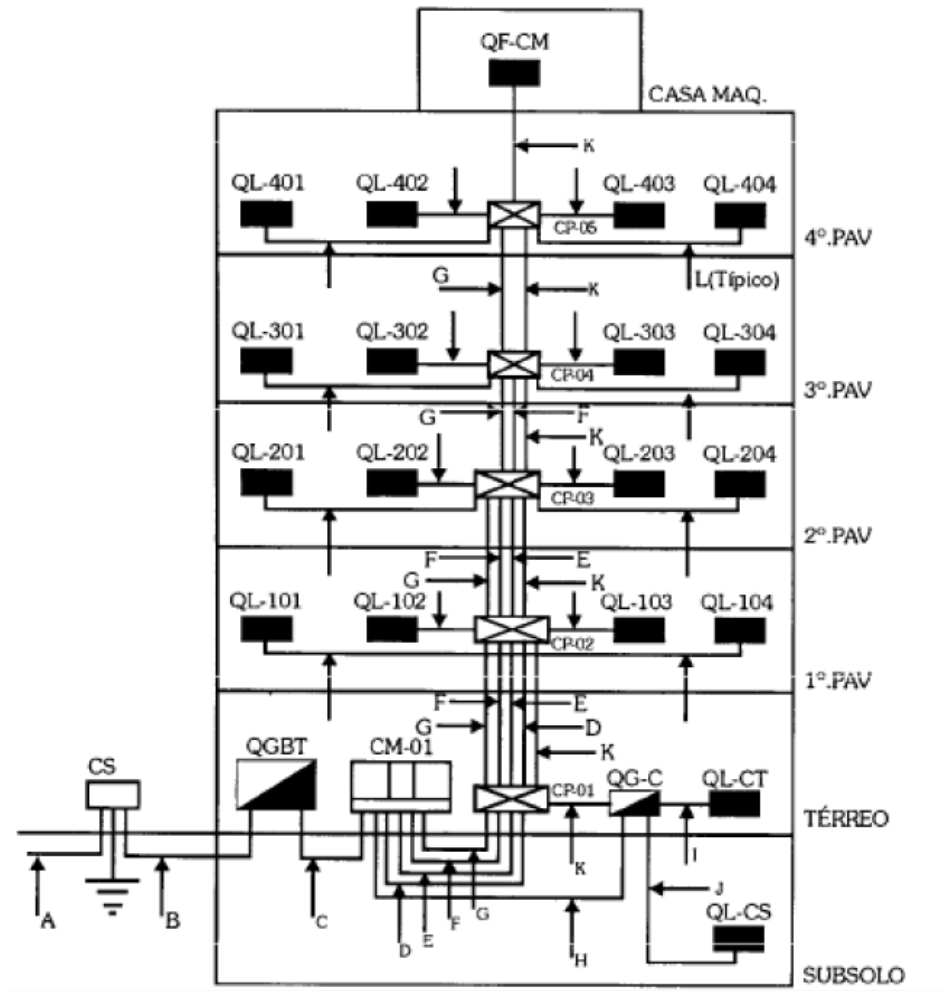 QF-CM
CASA MAQ.
K
QL-401 QL-402 QL-403 QL-404
CP-05
4º.PAV
G K L(Típico)
QL-301 QL-302 QL-303 QL-304
CP-04
3º.PAV
G F
K
QL-201 QL-202 QL-203 QL-204
CP-03
2º.PAV
F E
G K
QL-101 QL-102 QL-103 QL-104
CP-02
1º.PAV
F E
G D
K
CS QGBT CM-01 CP-01 QG-C QL-CT
TÉRREO
A B C D E F G H K I J
QL-CS
SUBSOLO